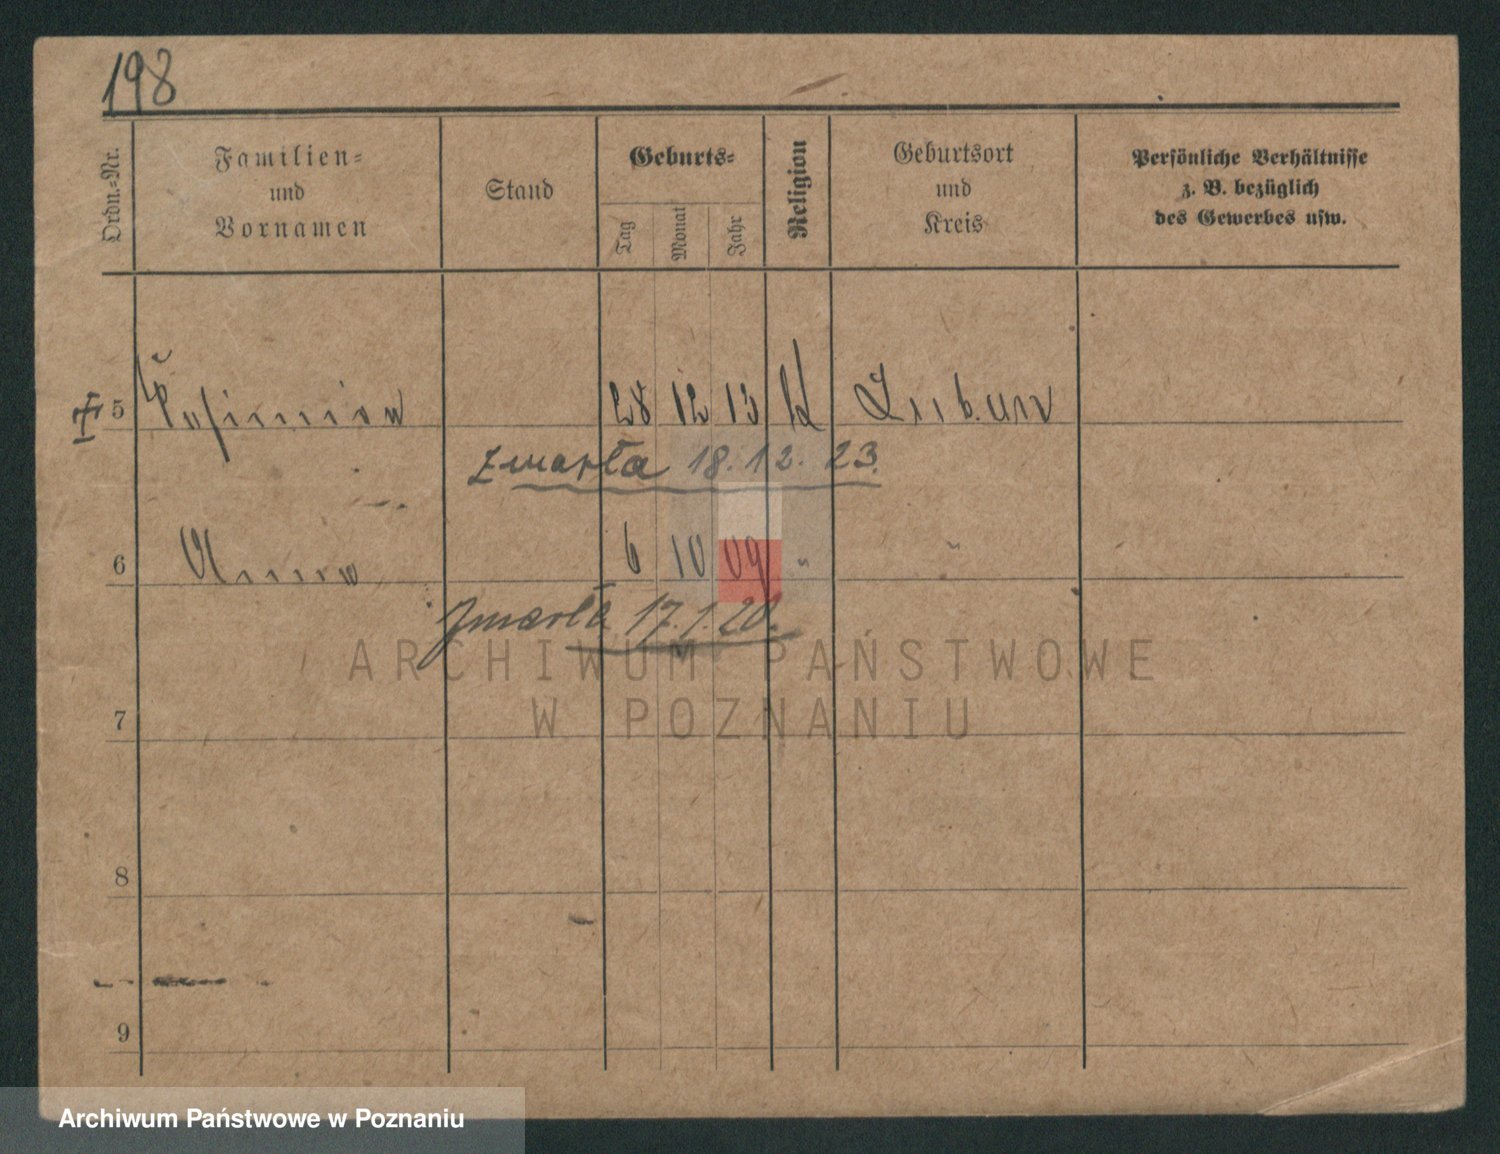 198
Ordn.=Nr.
Familien=
und
Vornamen
Stand
Geburts=
Tag
Monat
Jahr
Religion
Geburtsort
und
Kreis
Persönliche Verhältnisse
z. B. bezüglich
des Gewerbes usw.
5 28 12 13
zmarła 18.12.23.
6 6 10 09 " "
Zmarła 17.1.20.
ARCHIWUM PAŃSTWOWE
W POZNANIU
7
8
9
Archiwum Państwowe w Poznaniu